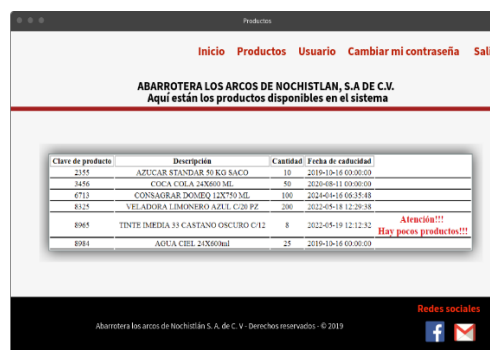 Productos
Inicio Productos Usuario Cambiar mi contraseña Sali
ABARROTERA LOS ARCOS DE NOCHISTLAN, S.A DE C.V.
Aquí están los productos disponibles en el sistema
Clave de producto Descripción Cantidad Fecha de caducidad
2355 AZUCAR STANDAR 50 KG SACO 10 2019-10-16 00:00:00
3456 COCA COLA 24X600 ML 50 2020-08-11 00:00:00
6713 CONSAGRAR DOMEQ 12X750 ML 100 2024-04-16 06:35:48
8325 VELADORA LIMONERO AZUL C/20 PZ 200 2022-05-18 12:29:38
8965 TINTE IMEDIA 33 CASTANO OSCURO C/12 8 2022-05-19 12:12:32 Atención!!!
Hay pocos productos!!!
8984 AGUA CIEL 24X600ml 25 2019-10-16 00:00:00
Redes sociales
Abarrotera los arcos de Nochistlán S. A. de C. V - Derechos reservados - © 2019